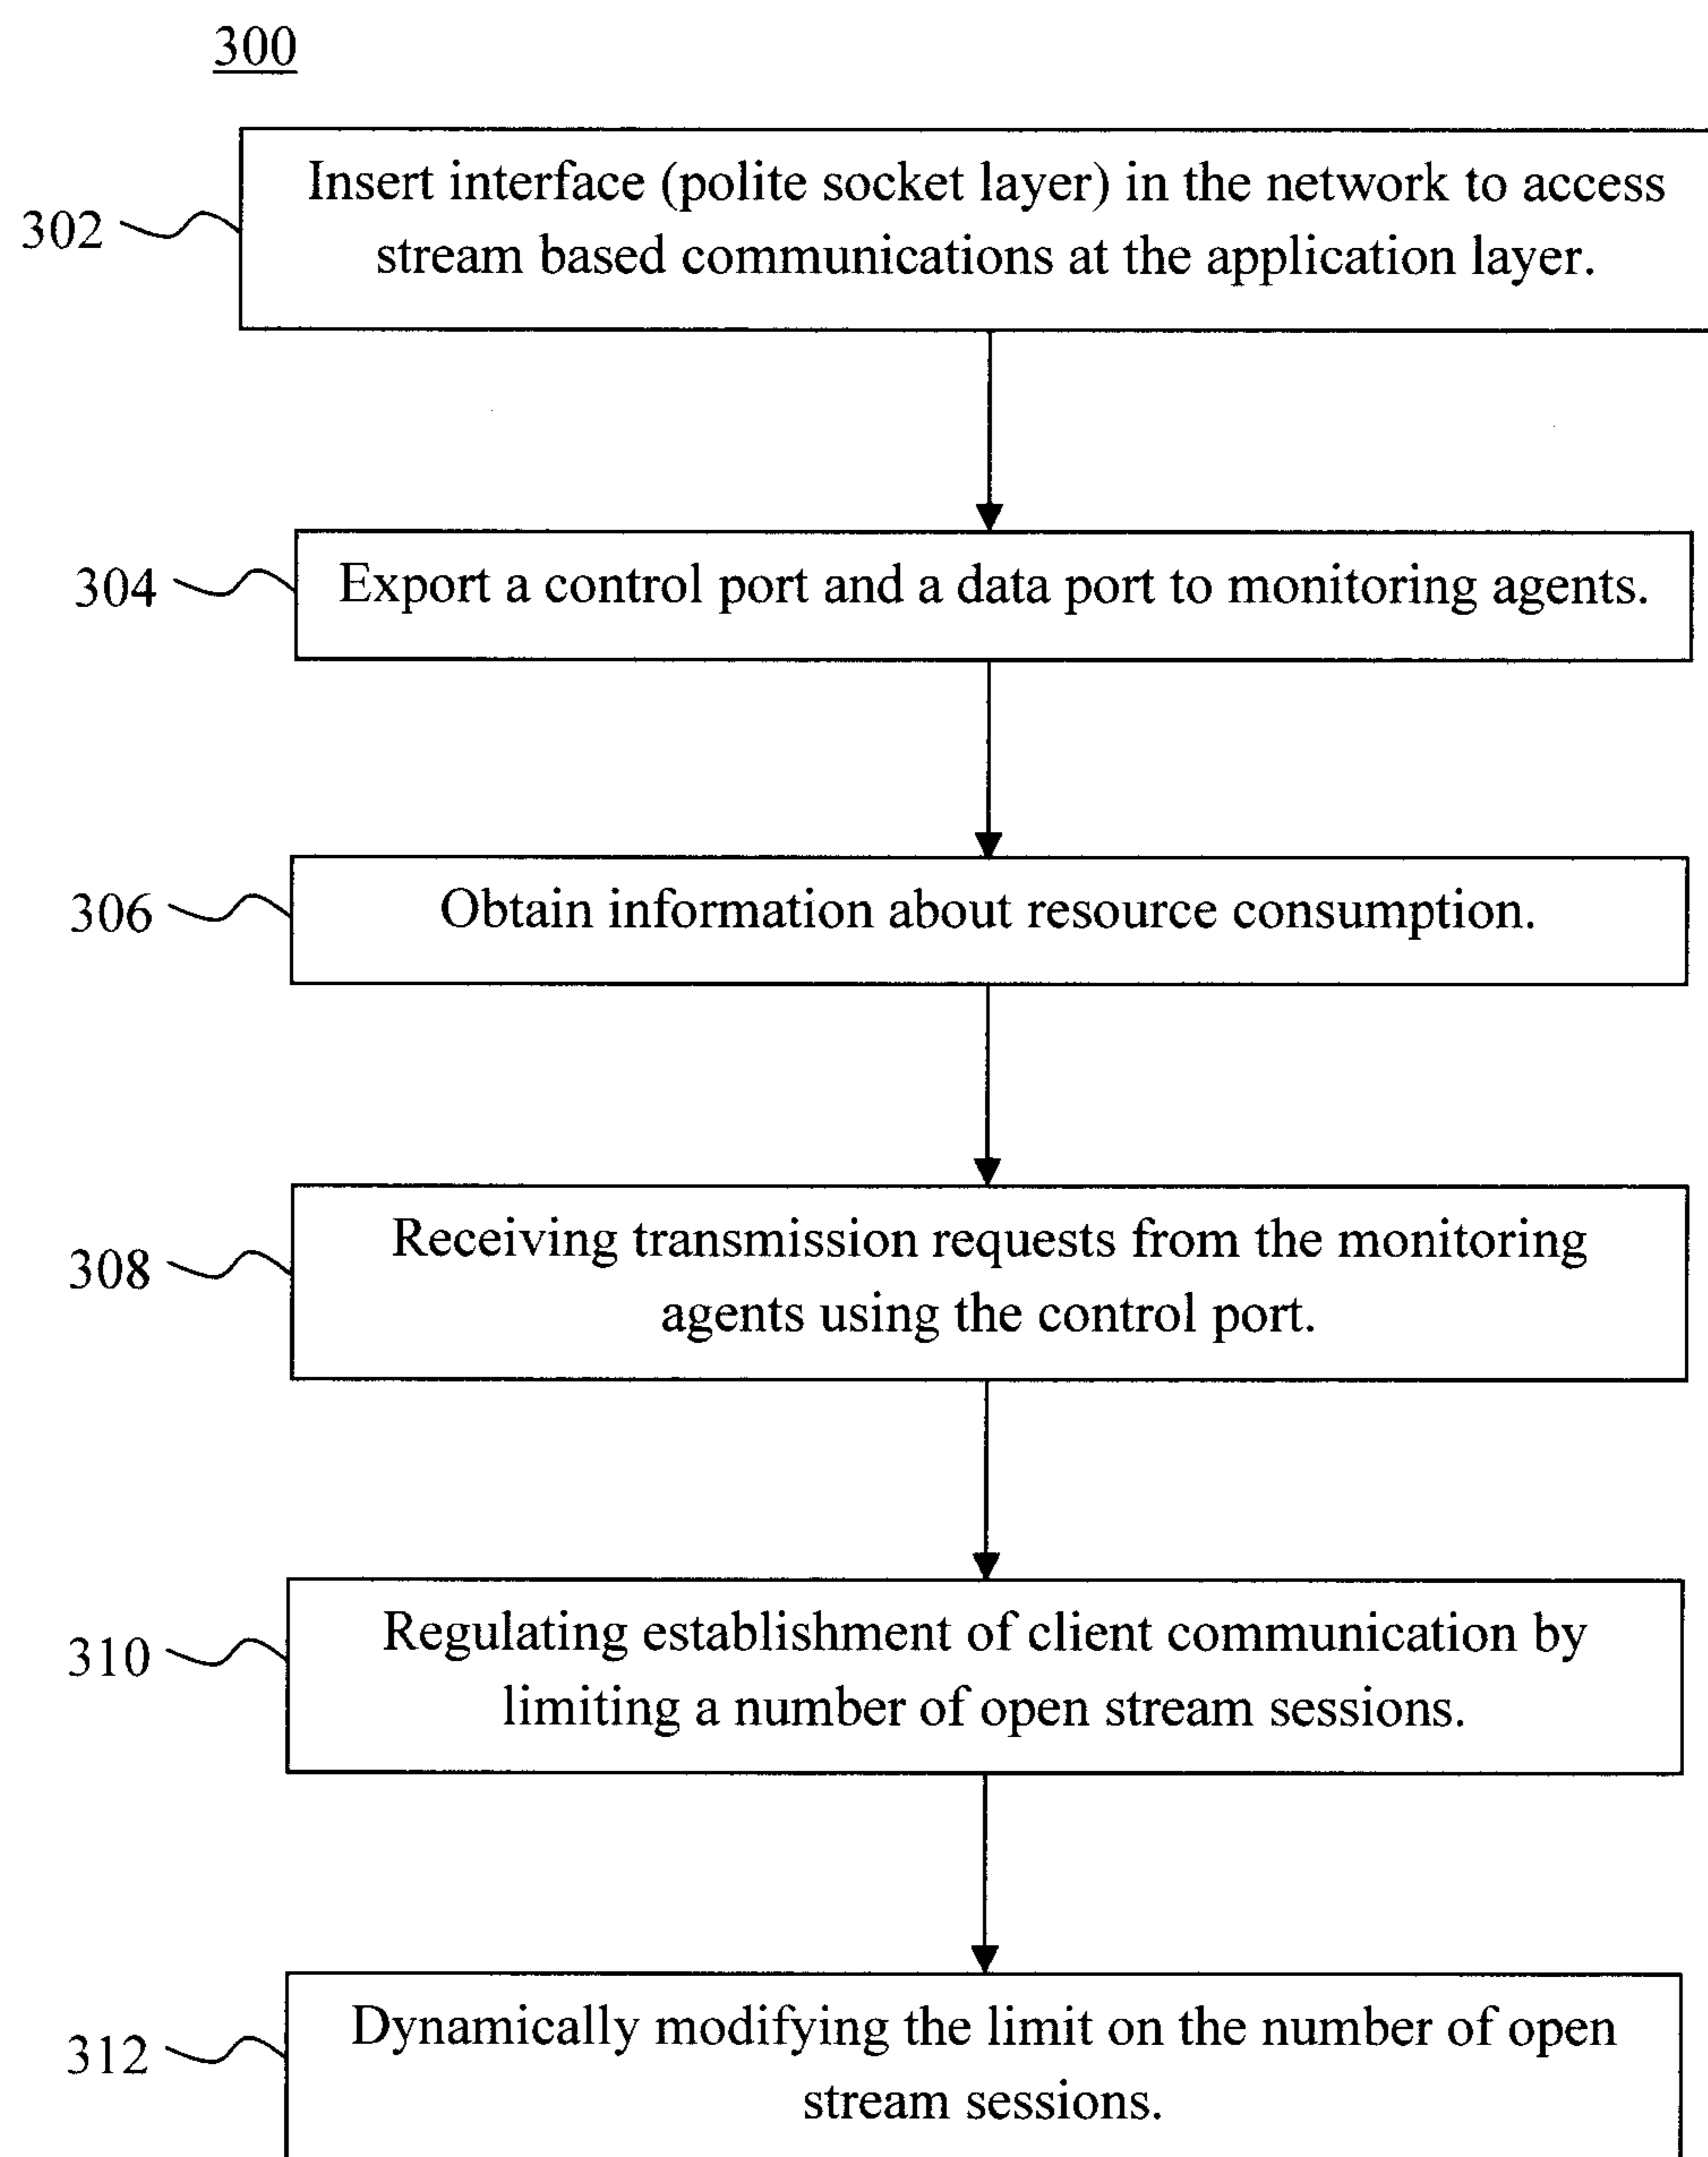 300
302
Insert interface (polite socket layer) in the network to access
stream based communications at the application layer.
304
Export a control port and a data port to monitoring agents.
306
Obtain information about resource consumption.
308
Receiving transmission requests from the monitoring
agents using the control port.
310
Regulating establishment of client communication by
limiting a number of open stream sessions.
312
Dynamically modifying the limit on the number of open
stream sessions.